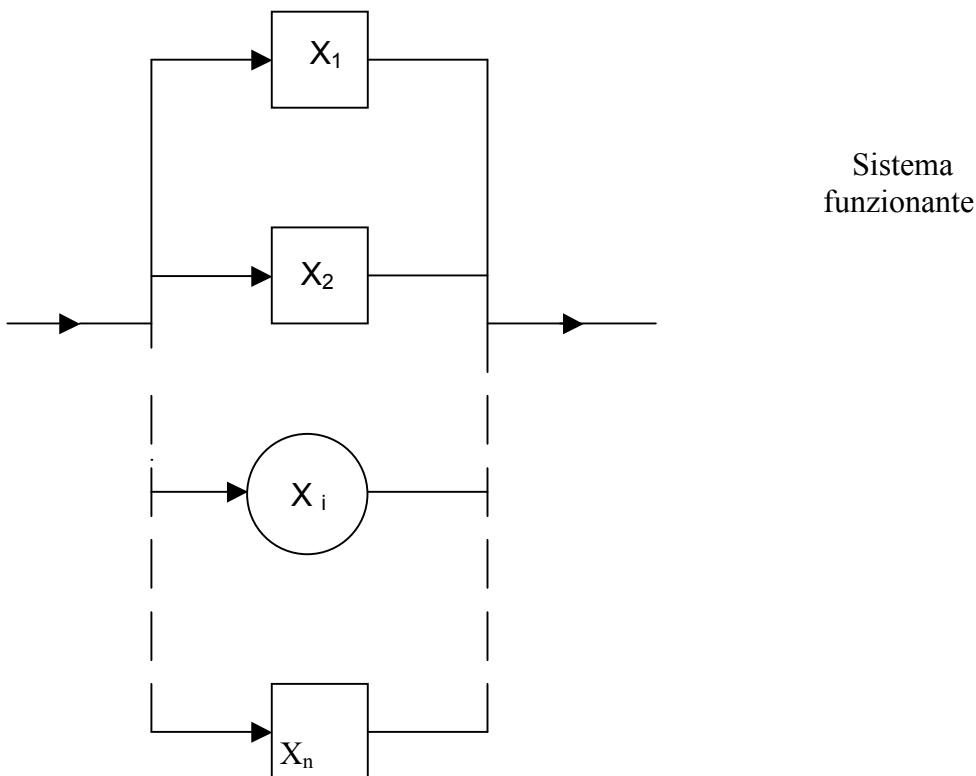 X₁
Sistema
funzionante
X₂
X i
Xₙ